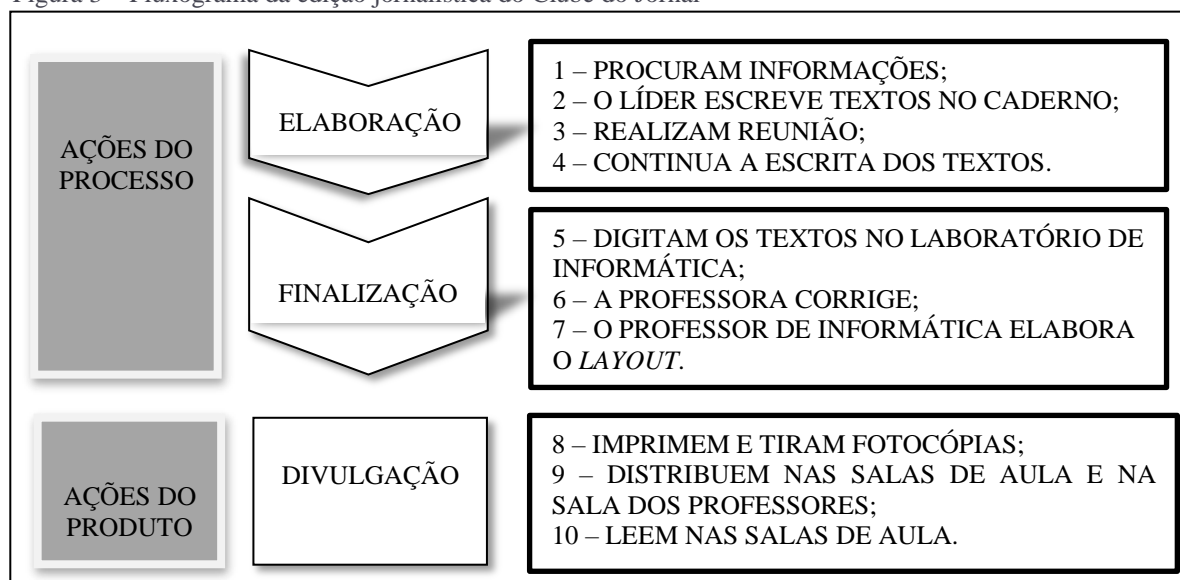 Figura 3 – Fluxograma da edição jornalística do Clube do Jornal
AÇÕES DO
PROCESSO
ELABORAÇÃO
1 – PROCURAM INFORMAÇÕES;
2 – O LÍDER ESCREVE TEXTOS NO CADERNO;
3 – REALIZAM REUNIÃO;
4 – CONTINUA A ESCRITA DOS TEXTOS.
FINALIZAÇÃO
5 – DIGITAM OS TEXTOS NO LABORATÓRIO DE
INFORMÁTICA;
6 – A PROFESSORA CORRIGE;
7 – O PROFESSOR DE INFORMÁTICA ELABORA
O LAYOUT.
AÇÕES DO
PRODUTO
DIVULGAÇÃO
8 – IMPRIMEM E TIRAM FOTOCÓPIAS;
9 – DISTRIBUEM NAS SALAS DE AULA E NA
SALA DOS PROFESSORES;
10 – LEEM NAS SALAS DE AULA.